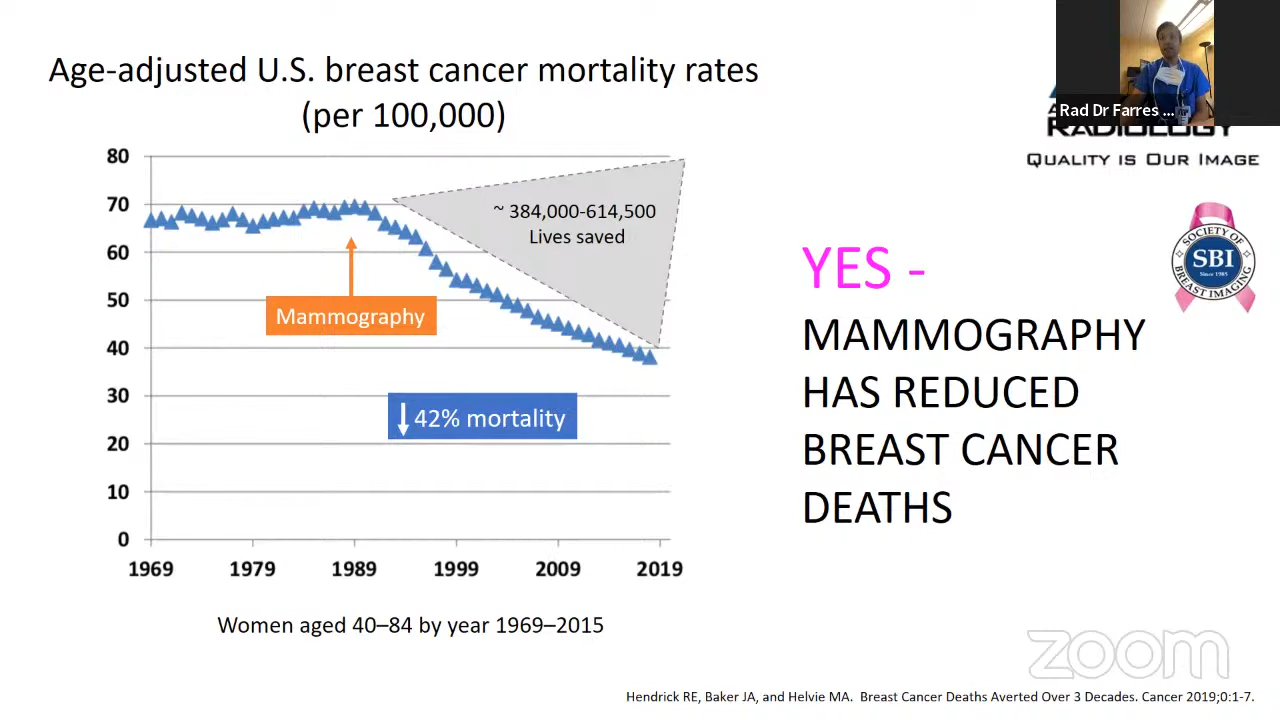 Age-adjusted U.S. breast cancer mortality rates
(per 100,000)
80
70
60
50
40
30
20
10
0
1969
1979
1989
1999
2009
2019
~ 384,000-614,500
Lives saved
Mammography
↓ 42% mortality
Women aged 40–84 by year 1969–2015
Rad Dr Farres ...
RADIOLOGY
QUALITY IS OUR IMAGE
SOCIETY OF
SBI
Since 1985
BREAST IMAGING
YES -
MAMMOGRAPHY
HAS REDUCED
BREAST CANCER
DEATHS
zoom
Hendrick RE, Baker JA, and Helvie MA. Breast Cancer Deaths Averted Over 3 Decades. Cancer 2019;0:1-7.